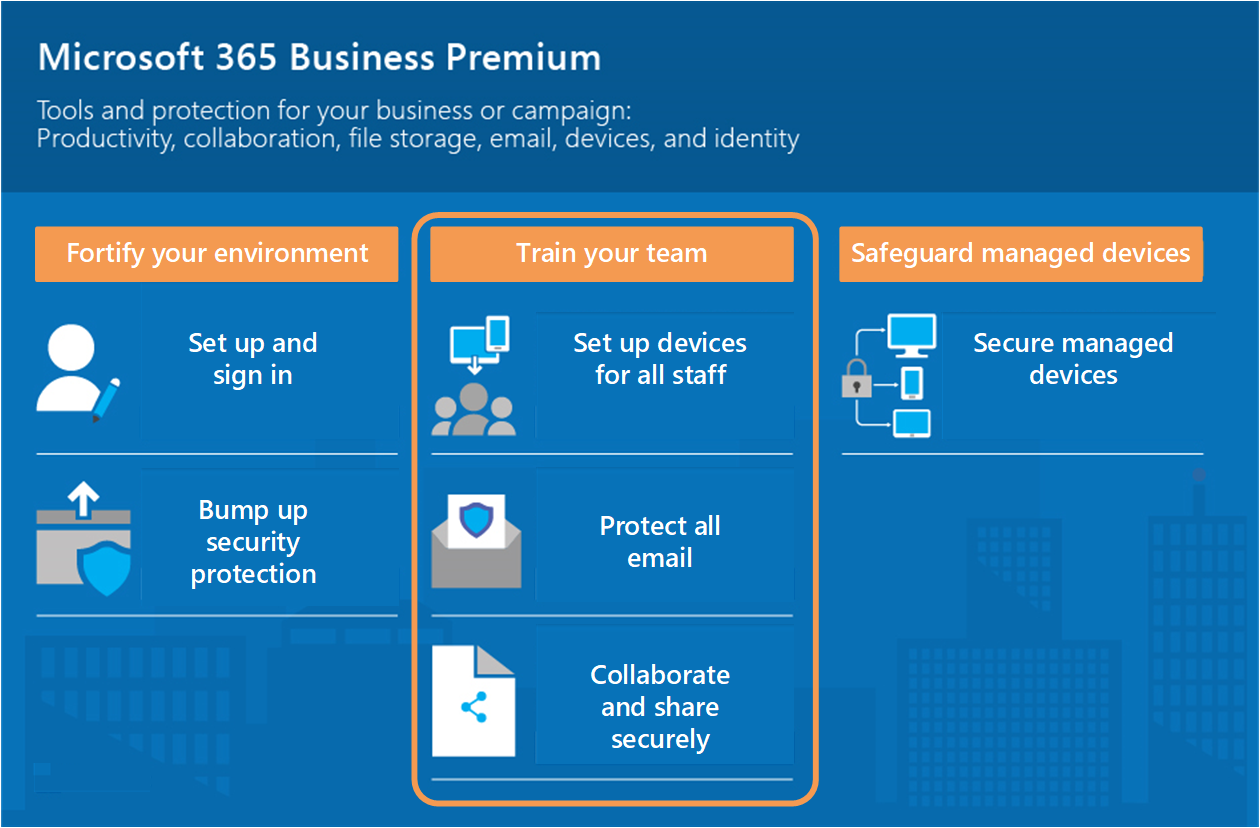 Microsoft 365 Business Premium
Tools and protection for your business or campaign:
Productivity, collaboration, file storage, email, devices, and identity
Fortify your environment
Set up and
sign in
Bump up
security
protection
Train your team
Set up devices
for all staff
Protect all
email
Collaborate
and share
securely
Safeguard managed devices
Secure managed
devices